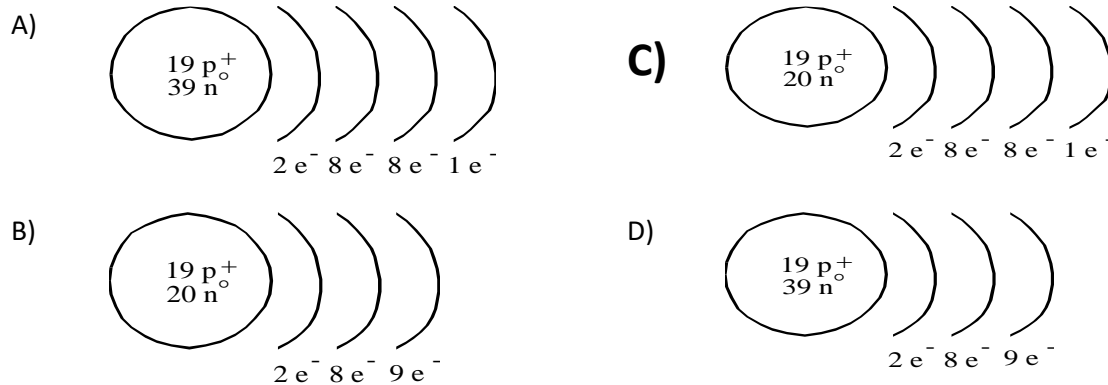 A)
19 p+
39 n°
2 e- 8 e- 8 e- 1 e-
C)
19 p+
20 n°
2 e- 8 e- 8 e- 1 e-
B)
19 p+
20 n°
2 e- 8 e- 9 e-
D)
19 p+
39 n°
2 e- 8 e- 9 e-